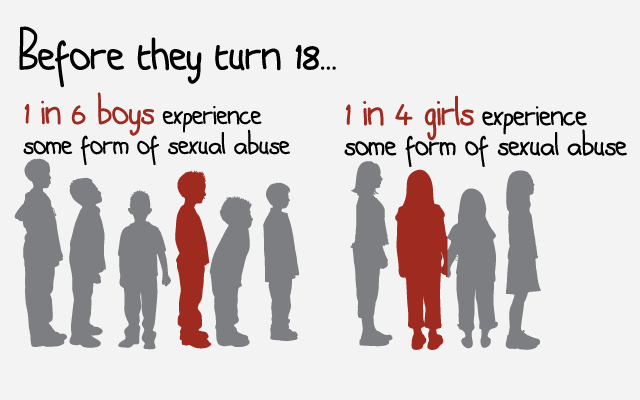 Before they turn 18...
1 in 6 boys experience
some form of sexual abuse
1 in 4 girls experience
some form of sexual abuse